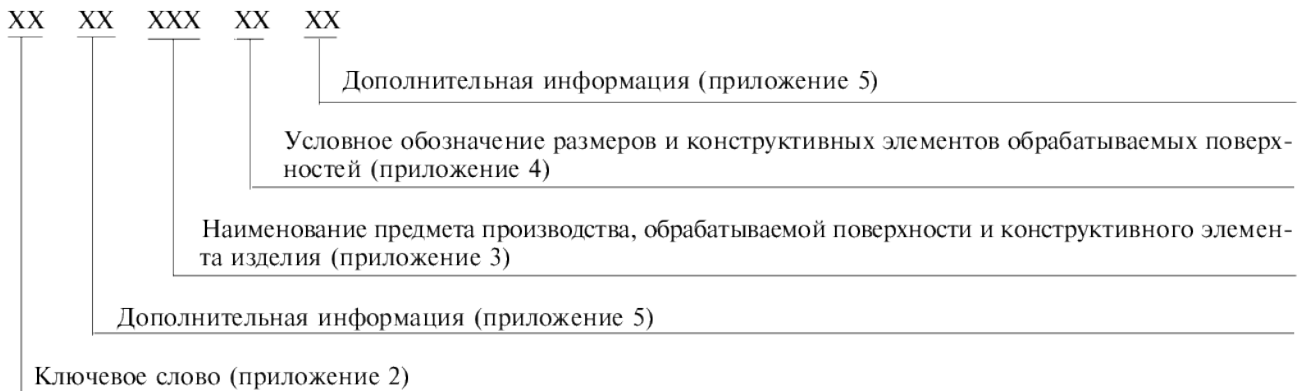 XX XX XXX XX XX
Дополнительная информация (приложение 5)
Условное обозначение размеров и конструктивных элементов обрабатываемых поверх-
ностей (приложение 4)
Наименование предмета производства, обрабатываемой поверхности и конструктивного элемен-
та изделия (приложение 3)
Дополнительная информация (приложение 5)
Ключевое слово (приложение 2)